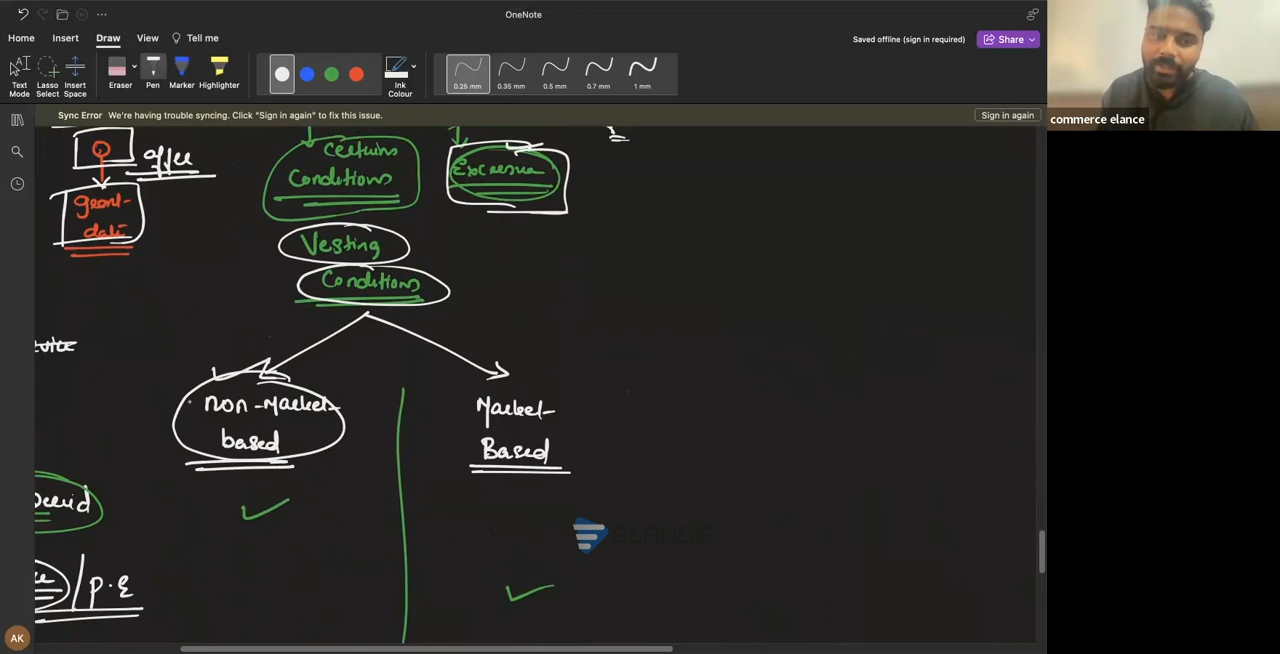 OneNote
Home Insert Draw View Tell me
Saved offline (sign in required)
Share
Text Mode
Lasso Select
Insert Space
Eraser
Pen
Marker
Highlighter
Ink Colour
0.25 mm
0.35 mm
0.5 mm
0.7 mm
1 mm
commerce elance
Sync Error We're having trouble syncing. Click "Sign in again" to fix this issue.
Sign in again
offer
Certains
Conditions
date
Vesting
Conditions
non-Market-
based
Market-
Based
ELANCE
/P.E
AK